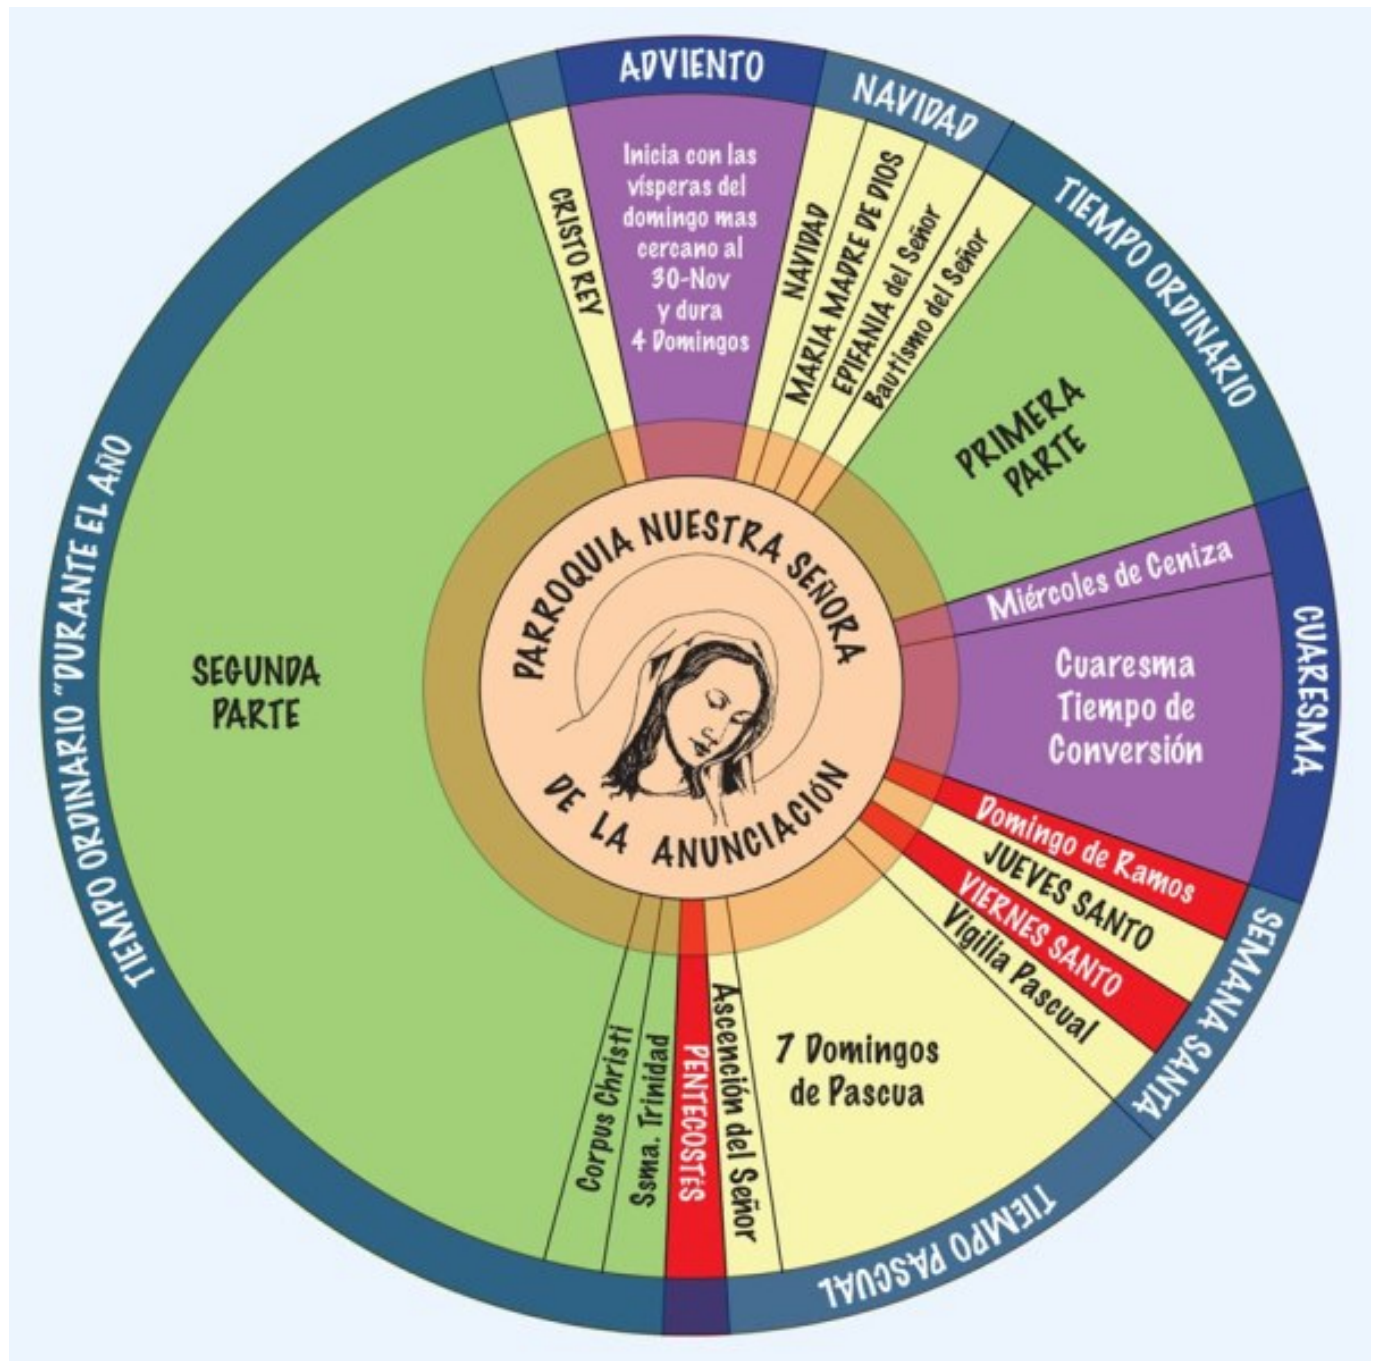 ADVIENTO
Inicia con las
vísperas del
domingo mas
cercano al
30-Nov
y dura
4 Domingos
NAVIDAD
NAVIDAD
MARIA MADRE DE DIOS
EPIFANIA del Señor
Bautismo del Señor
TIEMPO ORDINARIO
PRIMERA
PARTE
CUARESMA
Miércoles de Ceniza
Cuaresma
Tiempo de
Conversión
SEMANA SANTA
Domingo de Ramos
JUEVES SANTO
VIERNES SANTO
Vigilia Pascual
TIEMPO PASCUAL
7 Domingos
de Pascua
Ascención del Señor
PENTECOSTÉS
Ssma. Trinidad
Corpus Christi
TIEMPO ORDINARIO "DURANTE EL AÑO
SEGUNDA
PARTE
CRISTO REY
PARROQUIA NUESTRA SEÑORA
DE LA ANUNCIACIÓN